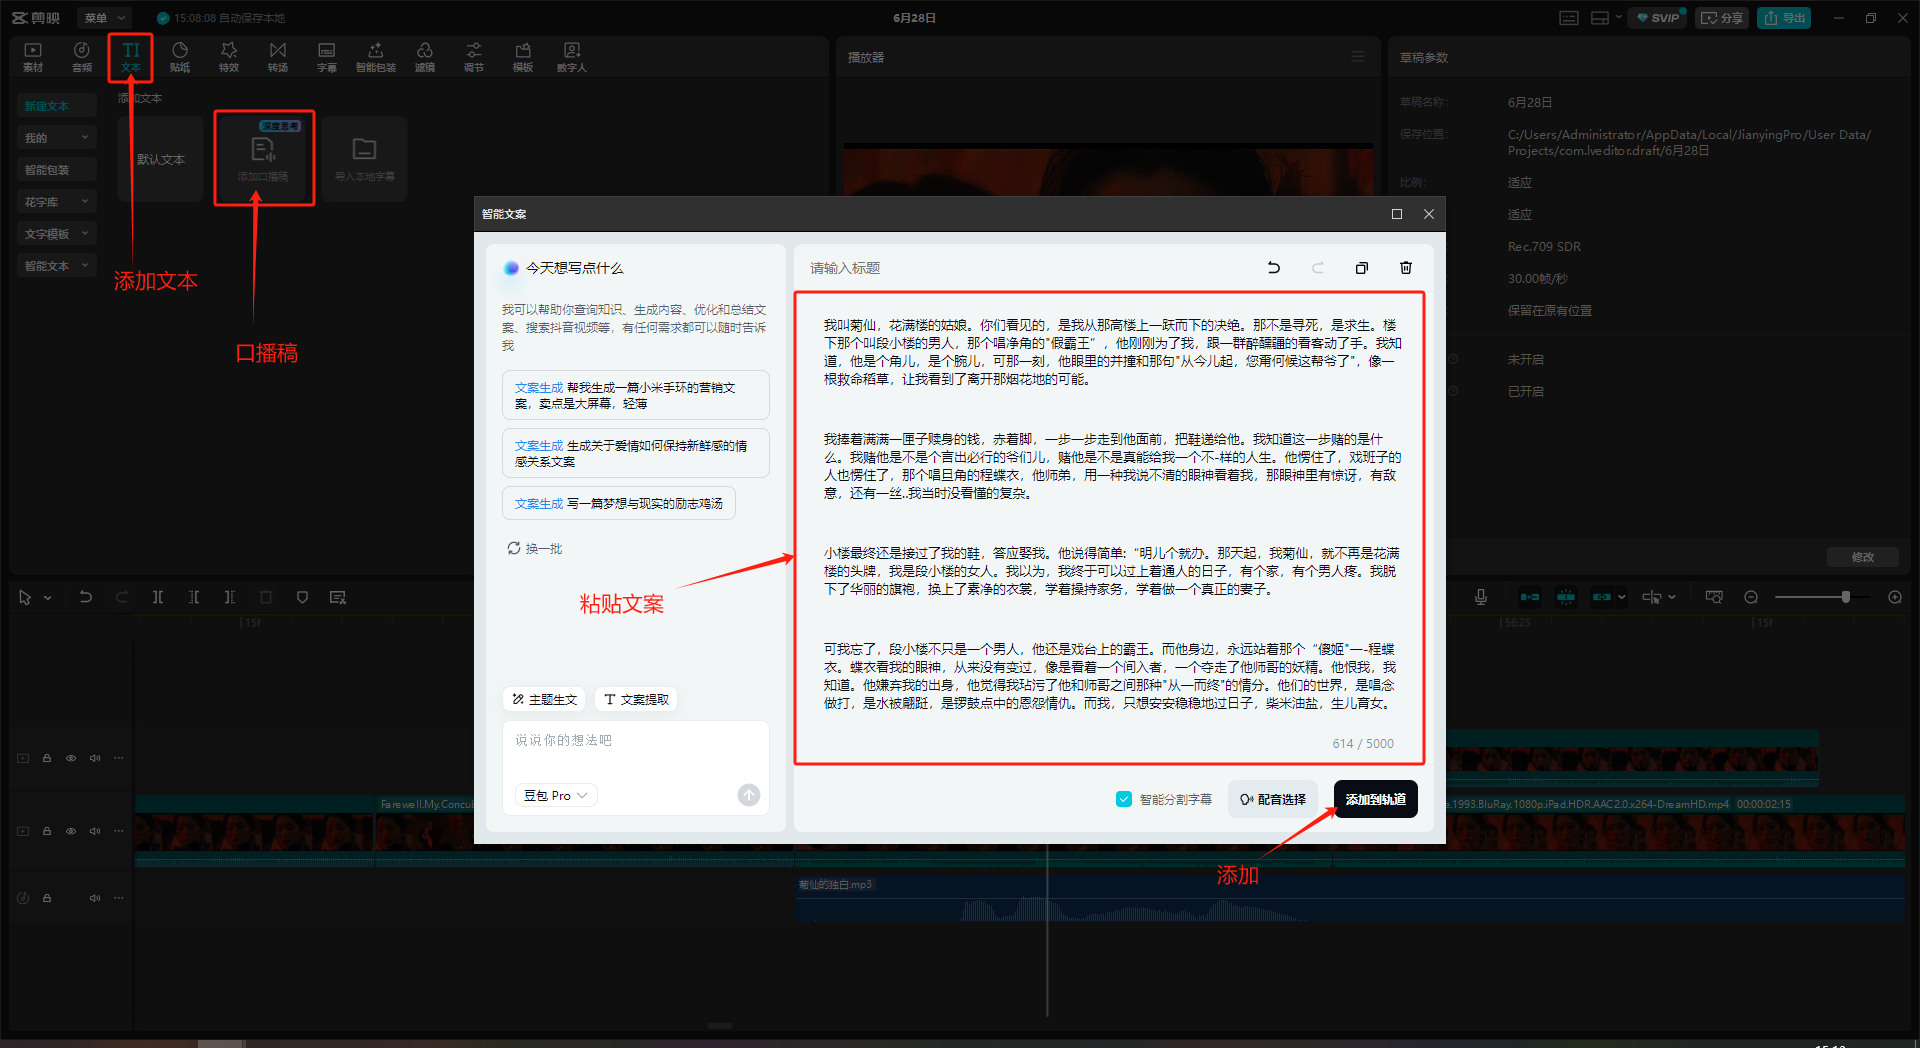 剪映
菜单
15:08:08 自动保存本地
6月28日
SVIP
分享
导出
素材
音频
TI
文本
贴纸
特效
转场
字幕
智能包装
滤镜
调节
模板
数字人
播放器
草稿参数
新建文本
我的
智能包装
花字库
文字模板
智能文本
添加文本
默认文本
深度思考
添加口播稿
导入本地字幕
添加文本
口播稿
草稿名称:
6月28日
保存位置:
C:/Users/Administrator/AppData/Local/JianyingPro/User Data/
Projects/com.lveditor.draft/6月28日
比例:
适应
适应
Rec.709 SDR
30.00帧/秒
保留在原有位置
未开启
已开启
修改
智能文案
今天想写点什么
我可以帮助你查询知识、生成内容、优化和总结文
案、搜索抖音视频等，有任何需求都可以随时告诉
我
文案生成 帮我生成一篇小米手环的营销文
案，卖点是大屏幕，轻薄
文案生成 生成关于爱情如何保持新鲜感的情
感关系文案
文案生成 写一篇梦想与现实的励志鸡汤
换一批
粘贴文案
主题生文
文案提取
说说你的想法吧
豆包 Pro
请输入标题
我叫菊仙，花满楼的姑娘。你们看见的，是我从那高楼上一跃而下的决绝。那不是寻死，是求生。楼
下那个叫段小楼的男人，那个唱净角的"假霸王"，他刚刚为了我，跟一群醉醺醺的看客动了手。我知
道，他是个角儿，是个腕儿，可那一刻，他眼里的并撞和那句"从今儿起，您甭何候这帮爷了"，像一
根救命稻草，让我看到了离开那烟花地的可能。
我捧着满满一匣子赎身的钱，赤着脚，一步一步走到他面前，把鞋递给他。我知道这一步赌的是什
么。我赌他是不是个言出必行的爷们儿，赌他是不是真能给我一个不-样的人生。他愣住了，戏班子的
人也愣住了，那个唱旦角的程蝶衣，他师弟，用一种我说不清的眼神看着我，那眼神里有惊讶，有敌
意，还有一丝..我当时没看懂的复杂。
小楼最终还是接过了我的鞋，答应娶我。他说得简单："明儿个就办。那天起，我菊仙，就不再是花满
楼的头牌，我是段小楼的女人。我以为，我终于可以过上着通人的日子，有个家，有个男人疼。我脱
下了华丽的旗袍，换上了素净的衣裳，学着操持家务，学着做一个真正的妻子。
可我忘了，段小楼不只是一个男人，他还是戏台上的霸王。而他身边，永远站着那个"傻姬"一-程蝶
衣。蝶衣看我的眼神，从来没有变过，像是看着一个间入者，一个夺走了他师哥的妖精。他恨我，我
知道。他嫌弃我的出身，他觉得我玷污了他和师哥之间那种"从一而终"的情分。他们的世界，是唱念
做打，是水被翩跹，是锣鼓点中的恩怨情仇。而我，只想安安稳稳地过日子，柴米油盐，生儿育女。
614 / 5000
智能分割字幕
配音选择
添加到轨道
添加
15f
56:25
15f
Farewell.My.Concub
e.1993.BluRay.1080p.iPad.HDR.AAC2.0.x264-DreamHD.mp4 00:00:02:15
菊仙的独白.mp3